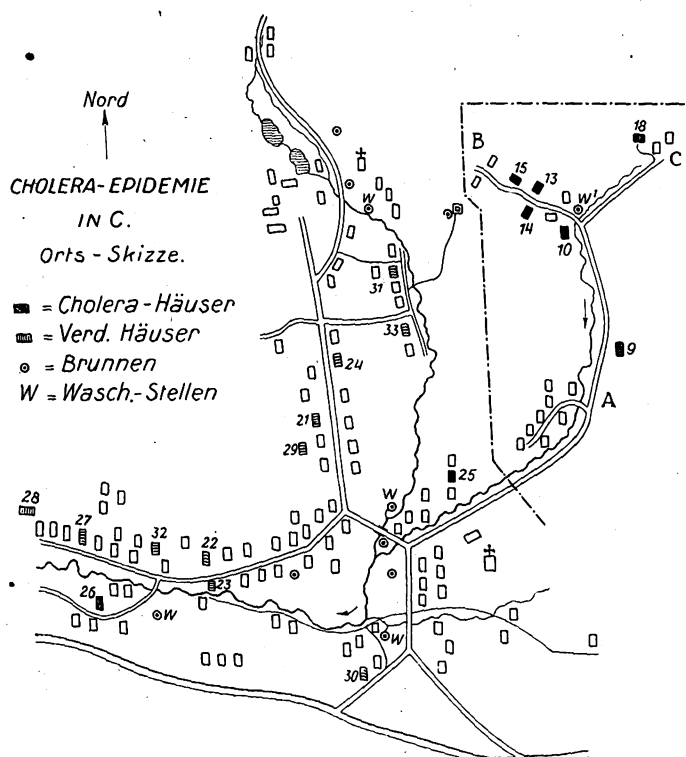 Nord
CHOLERA-EPIDEMIE
IN C.
Orts-Skizze.
= Cholera-Häuser
= Verd. Häuser
= Brunnen
W = Wasch.-Stellen
18
B
C
15
13
W¹
14
10
W
31
33
24
9
A
21
29
25
W
28
27
32
22
23
26
W
W
30